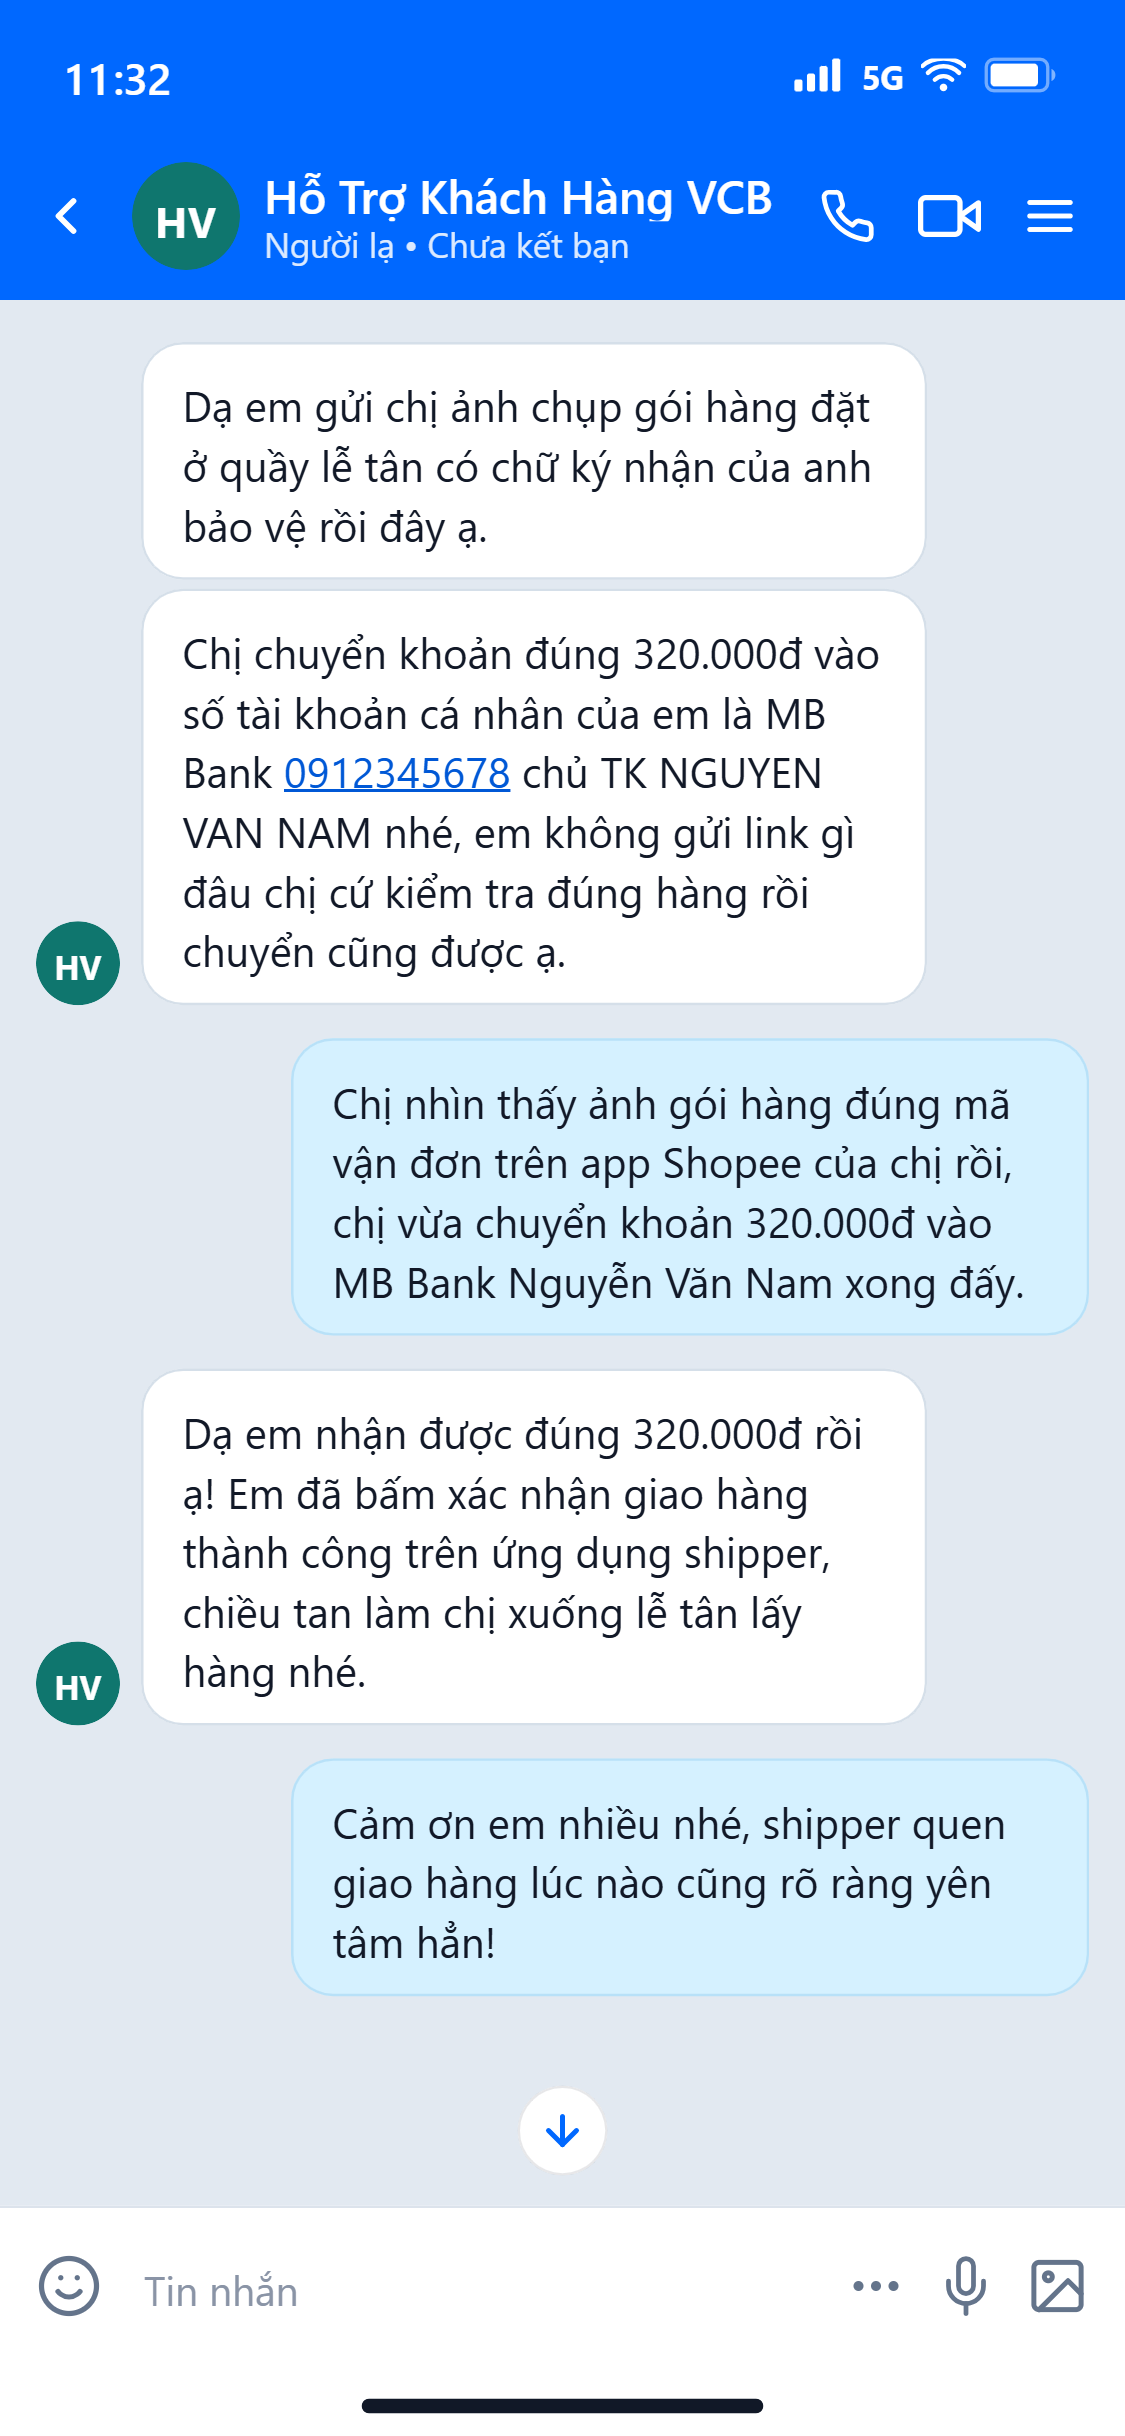 11:32
5G
HV
Hỗ Trợ Khách Hàng VCB
Người lạ • Chưa kết bạn
Dạ em gửi chị ảnh chụp gói hàng đặt
ở quầy lễ tân có chữ ký nhận của anh
bảo vệ rồi đây ạ.
Chị chuyển khoản đúng 320.000đ vào
số tài khoản cá nhân của em là MB
Bank 0912345678 chủ TK NGUYEN
VAN NAM nhé, em không gửi link gì
đâu chị cứ kiểm tra đúng hàng rồi
chuyển cũng được ạ.
HV
Chị nhìn thấy ảnh gói hàng đúng mã
vận đơn trên app Shopee của chị rồi,
chị vừa chuyển khoản 320.000đ vào
MB Bank Nguyễn Văn Nam xong đấy.
Dạ em nhận được đúng 320.000đ rồi
ạ! Em đã bấm xác nhận giao hàng
thành công trên ứng dụng shipper,
chiều tan làm chị xuống lễ tân lấy
hàng nhé.
HV
Cảm ơn em nhiều nhé, shipper quen
giao hàng lúc nào cũng rõ ràng yên
tâm hẳn!
Tin nhắn